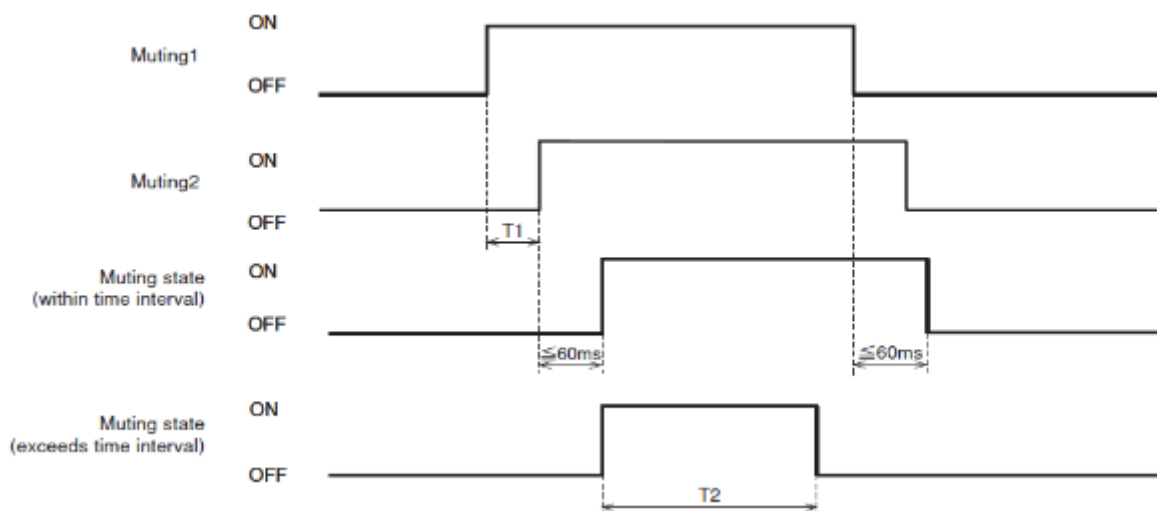 ON
Muting1
OFF
ON
Muting2
OFF
T1
Muting state
(within time interval)
ON
OFF
≦60ms
≦60ms
Muting state
(exceeds time interval)
ON
OFF
T2